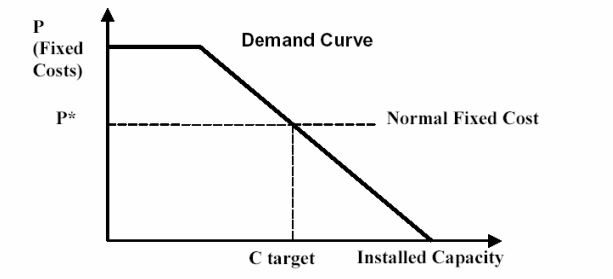 P
(Fixed
Costs)
Demand Curve
P*
Normal Fixed Cost
C target
Installed Capacity